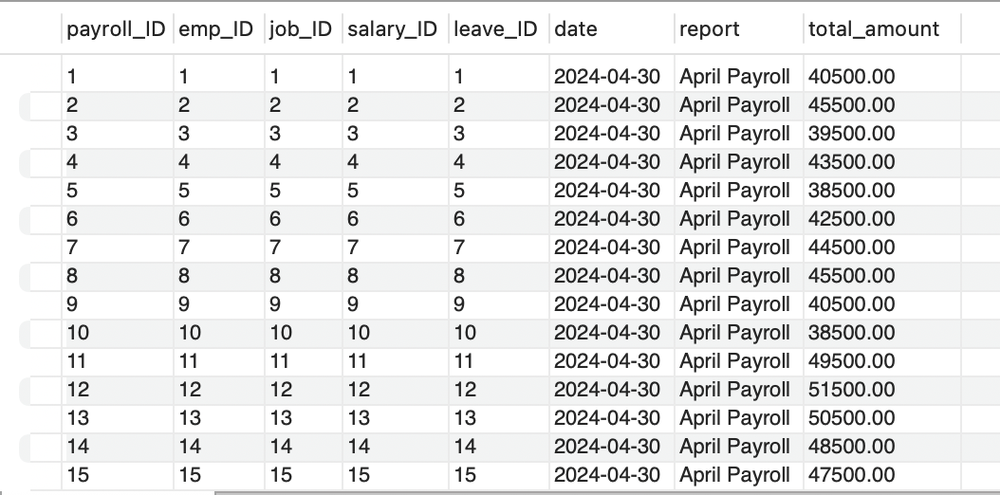 payroll_ID emp_ID job_ID salary_ID leave_ID date report total_amount
1 1 1 1 1 2024-04-30 April Payroll 40500.00
2 2 2 2 2 2024-04-30 April Payroll 45500.00
3 3 3 3 3 2024-04-30 April Payroll 39500.00
4 4 4 4 4 2024-04-30 April Payroll 43500.00
5 5 5 5 5 2024-04-30 April Payroll 38500.00
6 6 6 6 6 2024-04-30 April Payroll 42500.00
7 7 7 7 7 2024-04-30 April Payroll 44500.00
8 8 8 8 8 2024-04-30 April Payroll 45500.00
9 9 9 9 9 2024-04-30 April Payroll 40500.00
10 10 10 10 10 2024-04-30 April Payroll 38500.00
11 11 11 11 11 2024-04-30 April Payroll 49500.00
12 12 12 12 12 2024-04-30 April Payroll 51500.00
13 13 13 13 13 2024-04-30 April Payroll 50500.00
14 14 14 14 14 2024-04-30 April Payroll 48500.00
15 15 15 15 15 2024-04-30 April Payroll 47500.00